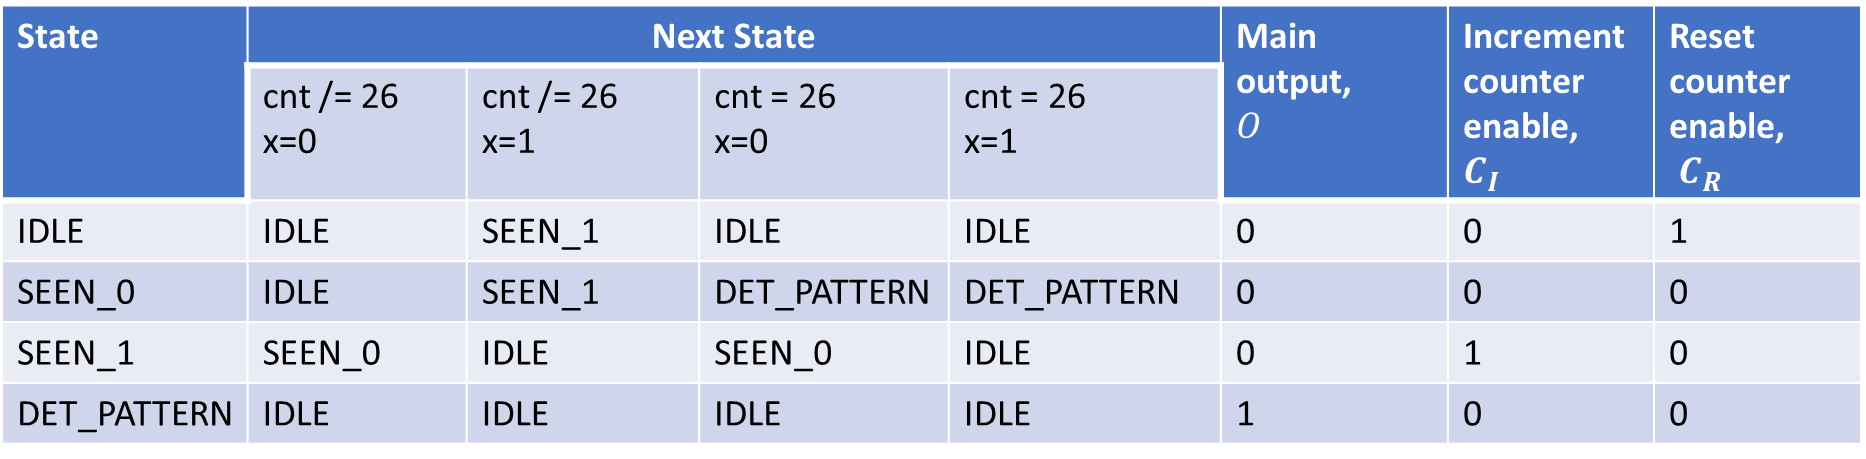 State Next State Main output, O Increment counter enable, C_I Reset counter enable, C_R
cnt /= 26 x=0 cnt /= 26 x=1 cnt = 26 x=0 cnt = 26 x=1
IDLE IDLE SEEN_1 IDLE IDLE 0 0 1
SEEN_0 IDLE SEEN_1 DET_PATTERN DET_PATTERN 0 0 0
SEEN_1 SEEN_0 IDLE SEEN_0 IDLE 0 1 0
DET_PATTERN IDLE IDLE IDLE IDLE 1 0 0